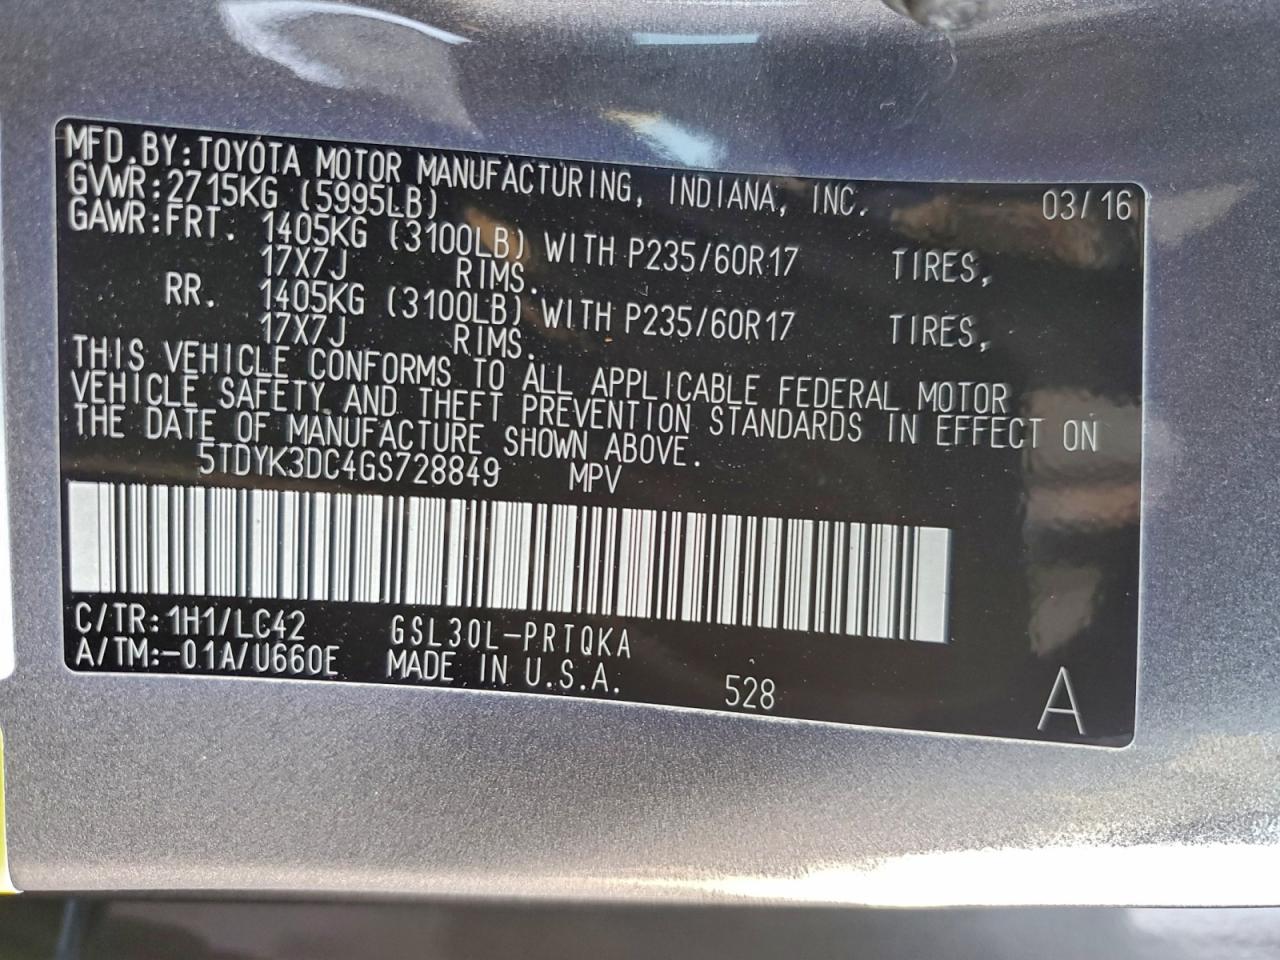 MFD.BY:TOYOTA MOTOR MANUFACTURING, INDIANA, INC. 03/16
GVWR:2715KG (5995LB)
GAWR:FRT. 1405KG (3100LB) WITH P235/60R17 TIRES,
17X7J RIMS.
RR. 1405KG (3100LB) WITH P235/60R17 TIRES,
17X7J RIMS.
THIS VEHICLE CONFORMS TO ALL APPLICABLE FEDERAL MOTOR
VEHICLE SAFETY AND THEFT PREVENTION STANDARDS IN EFFECT ON
THE DATE OF MANUFACTURE SHOWN ABOVE.
5TDYK3DC4GS728849 MPV
C/TR:1H1/LC42 GSL30L-PRTQKA
A/TM:-01A/U660E MADE IN U.S.A. 528 A